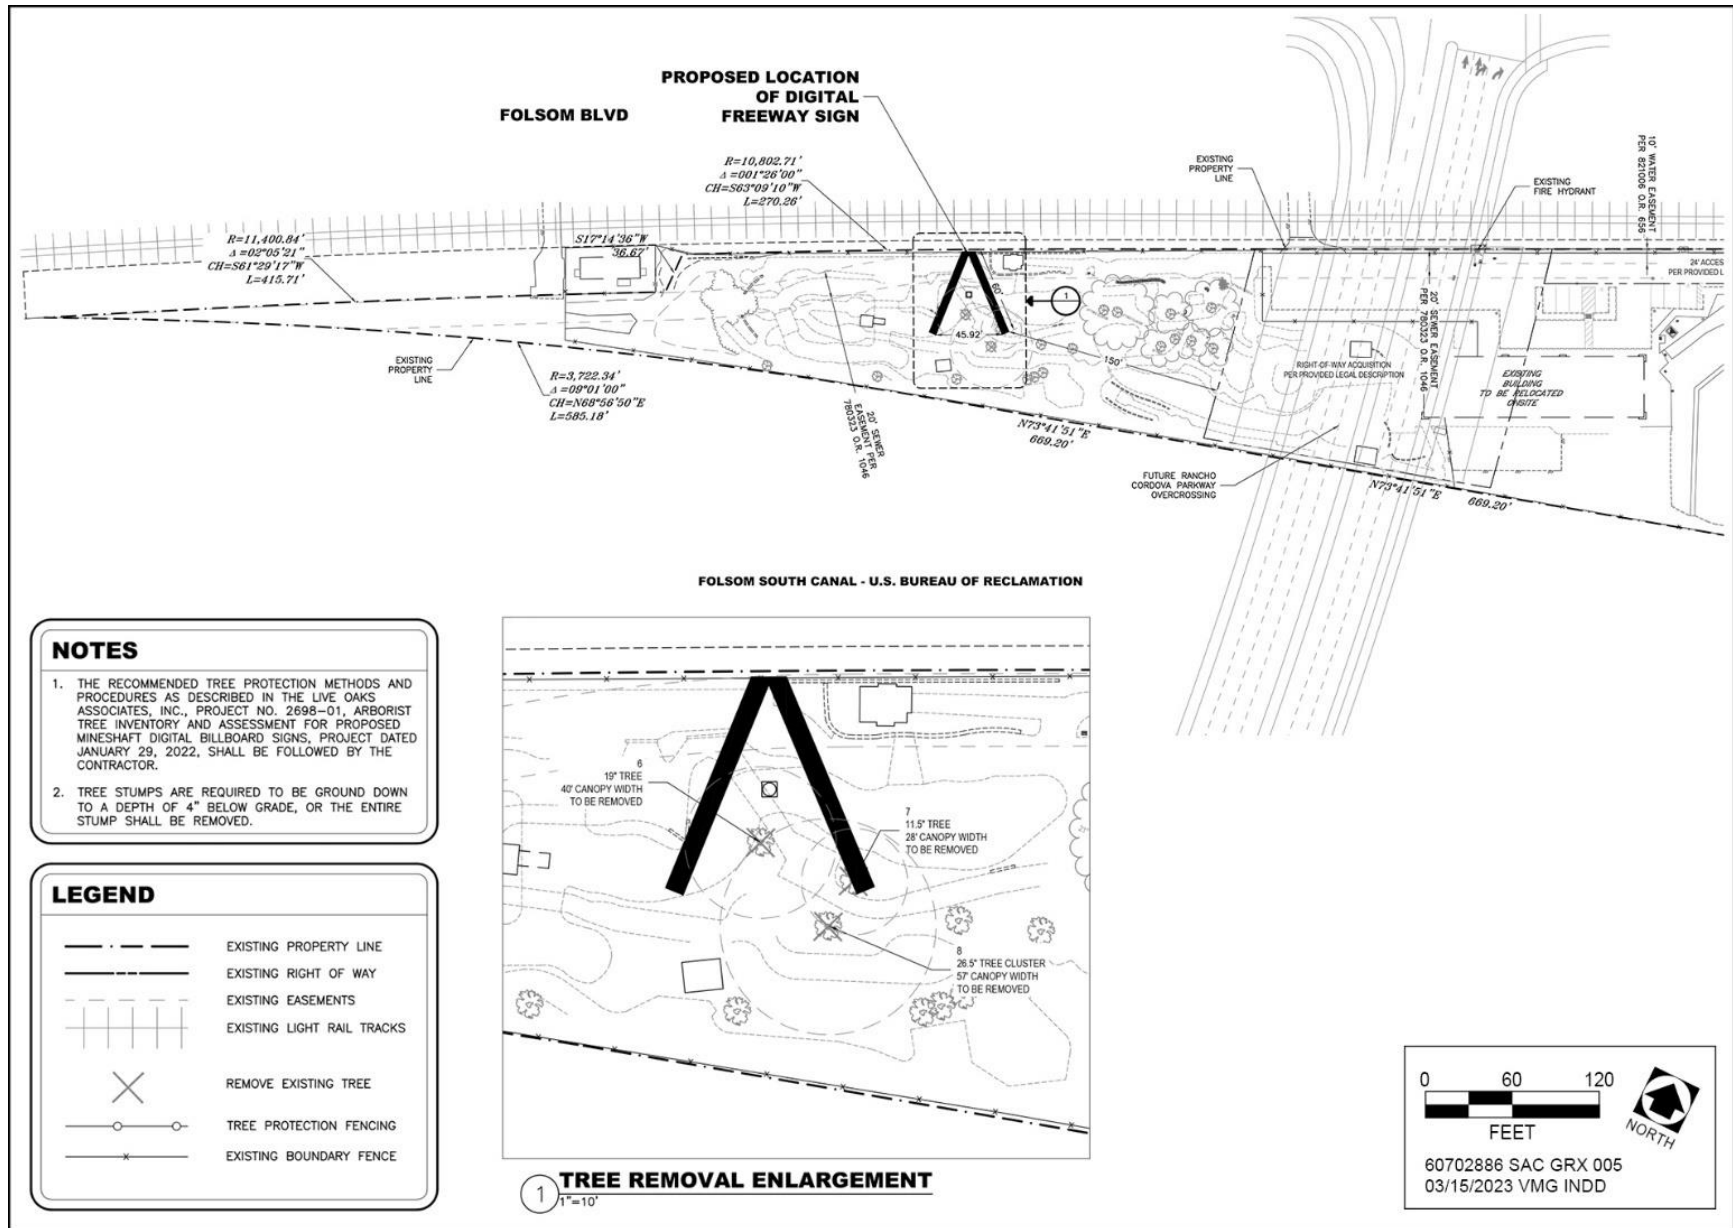 PROPOSED LOCATION
OF DIGITAL
FREEWAY SIGN
FOLSOM BLVD
R=10,802.71'
Δ=001°26'00"
CH=S63°09'10"W
L=270.26'
EXISTING
PROPERTY
LINE
EXISTING
FIRE HYDRANT
10' WATER EASEMENT
PER 821006 O.R. 656
R=11,400.84'
Δ=02°05'21"
CH=S61°29'17"W
L=415.71'
S17°14'36"W
36.67'
24' ACCES
PER PROVIDED L
60'
1
45.92'
150'
20' SEWER EASEMENT
PER 780323 O.R. 1046
RIGHT-OF-WAY ACQUISITION
PER PROVIDED LEGAL DESCRIPTION
EXISTING
BUILDING
TO BE RELOCATED
ONSITE
EXISTING
PROPERTY
LINE
R=3,722.34'
Δ=09°01'00"
CH=N68°56'50"E
L=585.18'
20' SEWER
EASEMENT PER
780323 O.R. 1046
N73°41'51"E
669.20'
FUTURE RANCHO
CORDOVA PARKWAY
OVERCROSSING
N73°41'51"E
669.20'
FOLSOM SOUTH CANAL - U.S. BUREAU OF RECLAMATION
NOTES
1. THE RECOMMENDED TREE PROTECTION METHODS AND
PROCEDURES AS DESCRIBED IN THE LIVE OAKS
ASSOCIATES, INC., PROJECT NO. 2698-01, ARBORIST
TREE INVENTORY AND ASSESSMENT FOR PROPOSED
MINESHAFT DIGITAL BILLBOARD SIGNS, PROJECT DATED
JANUARY 29, 2022, SHALL BE FOLLOWED BY THE
CONTRACTOR.
2. TREE STUMPS ARE REQUIRED TO BE GROUND DOWN
TO A DEPTH OF 4" BELOW GRADE, OR THE ENTIRE
STUMP SHALL BE REMOVED.
LEGEND
EXISTING PROPERTY LINE
EXISTING RIGHT OF WAY
EXISTING EASEMENTS
EXISTING LIGHT RAIL TRACKS
REMOVE EXISTING TREE
TREE PROTECTION FENCING
EXISTING BOUNDARY FENCE
6
19" TREE
40' CANOPY WIDTH
TO BE REMOVED
7
11.5" TREE
28' CANOPY WIDTH
TO BE REMOVED
8
26.5" TREE CLUSTER
57' CANOPY WIDTH
TO BE REMOVED
1 TREE REMOVAL ENLARGEMENT
1"=10'
0 60 120
FEET
NORTH
60702886 SAC GRX 005
03/15/2023 VMG INDD